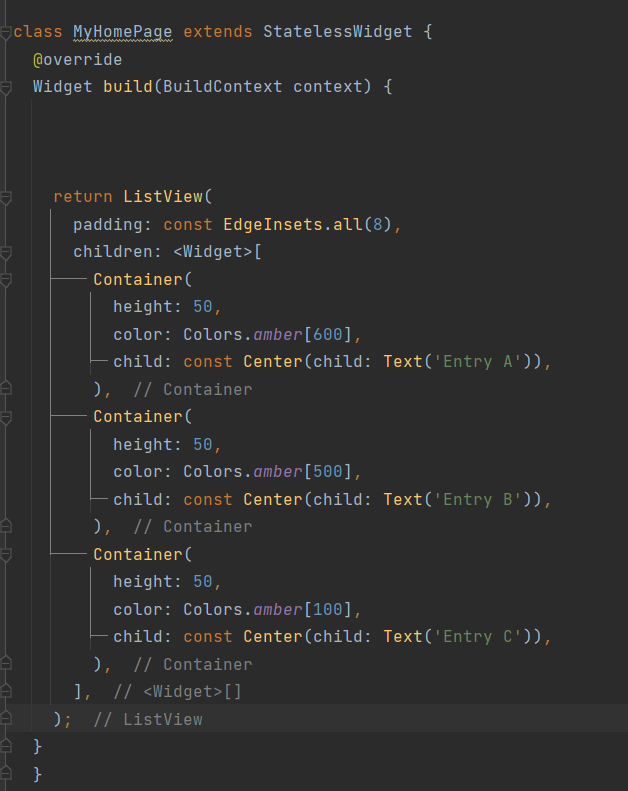 class MyHomePage extends StatelessWidget {
  @override
  Widget build(BuildContext context) {
    return ListView(
      padding: const EdgeInsets.all(8),
      children: <Widget>[
        Container(
          height: 50,
          color: Colors.amber[600],
          child: const Center(child: Text('Entry A')),
        ),  // Container
        Container(
          height: 50,
          color: Colors.amber[500],
          child: const Center(child: Text('Entry B')),
        ),  // Container
        Container(
          height: 50,
          color: Colors.amber[100],
          child: const Center(child: Text('Entry C')),
        ),  // Container
      ],  // <Widget>[]
    );  // ListView
  }
  }